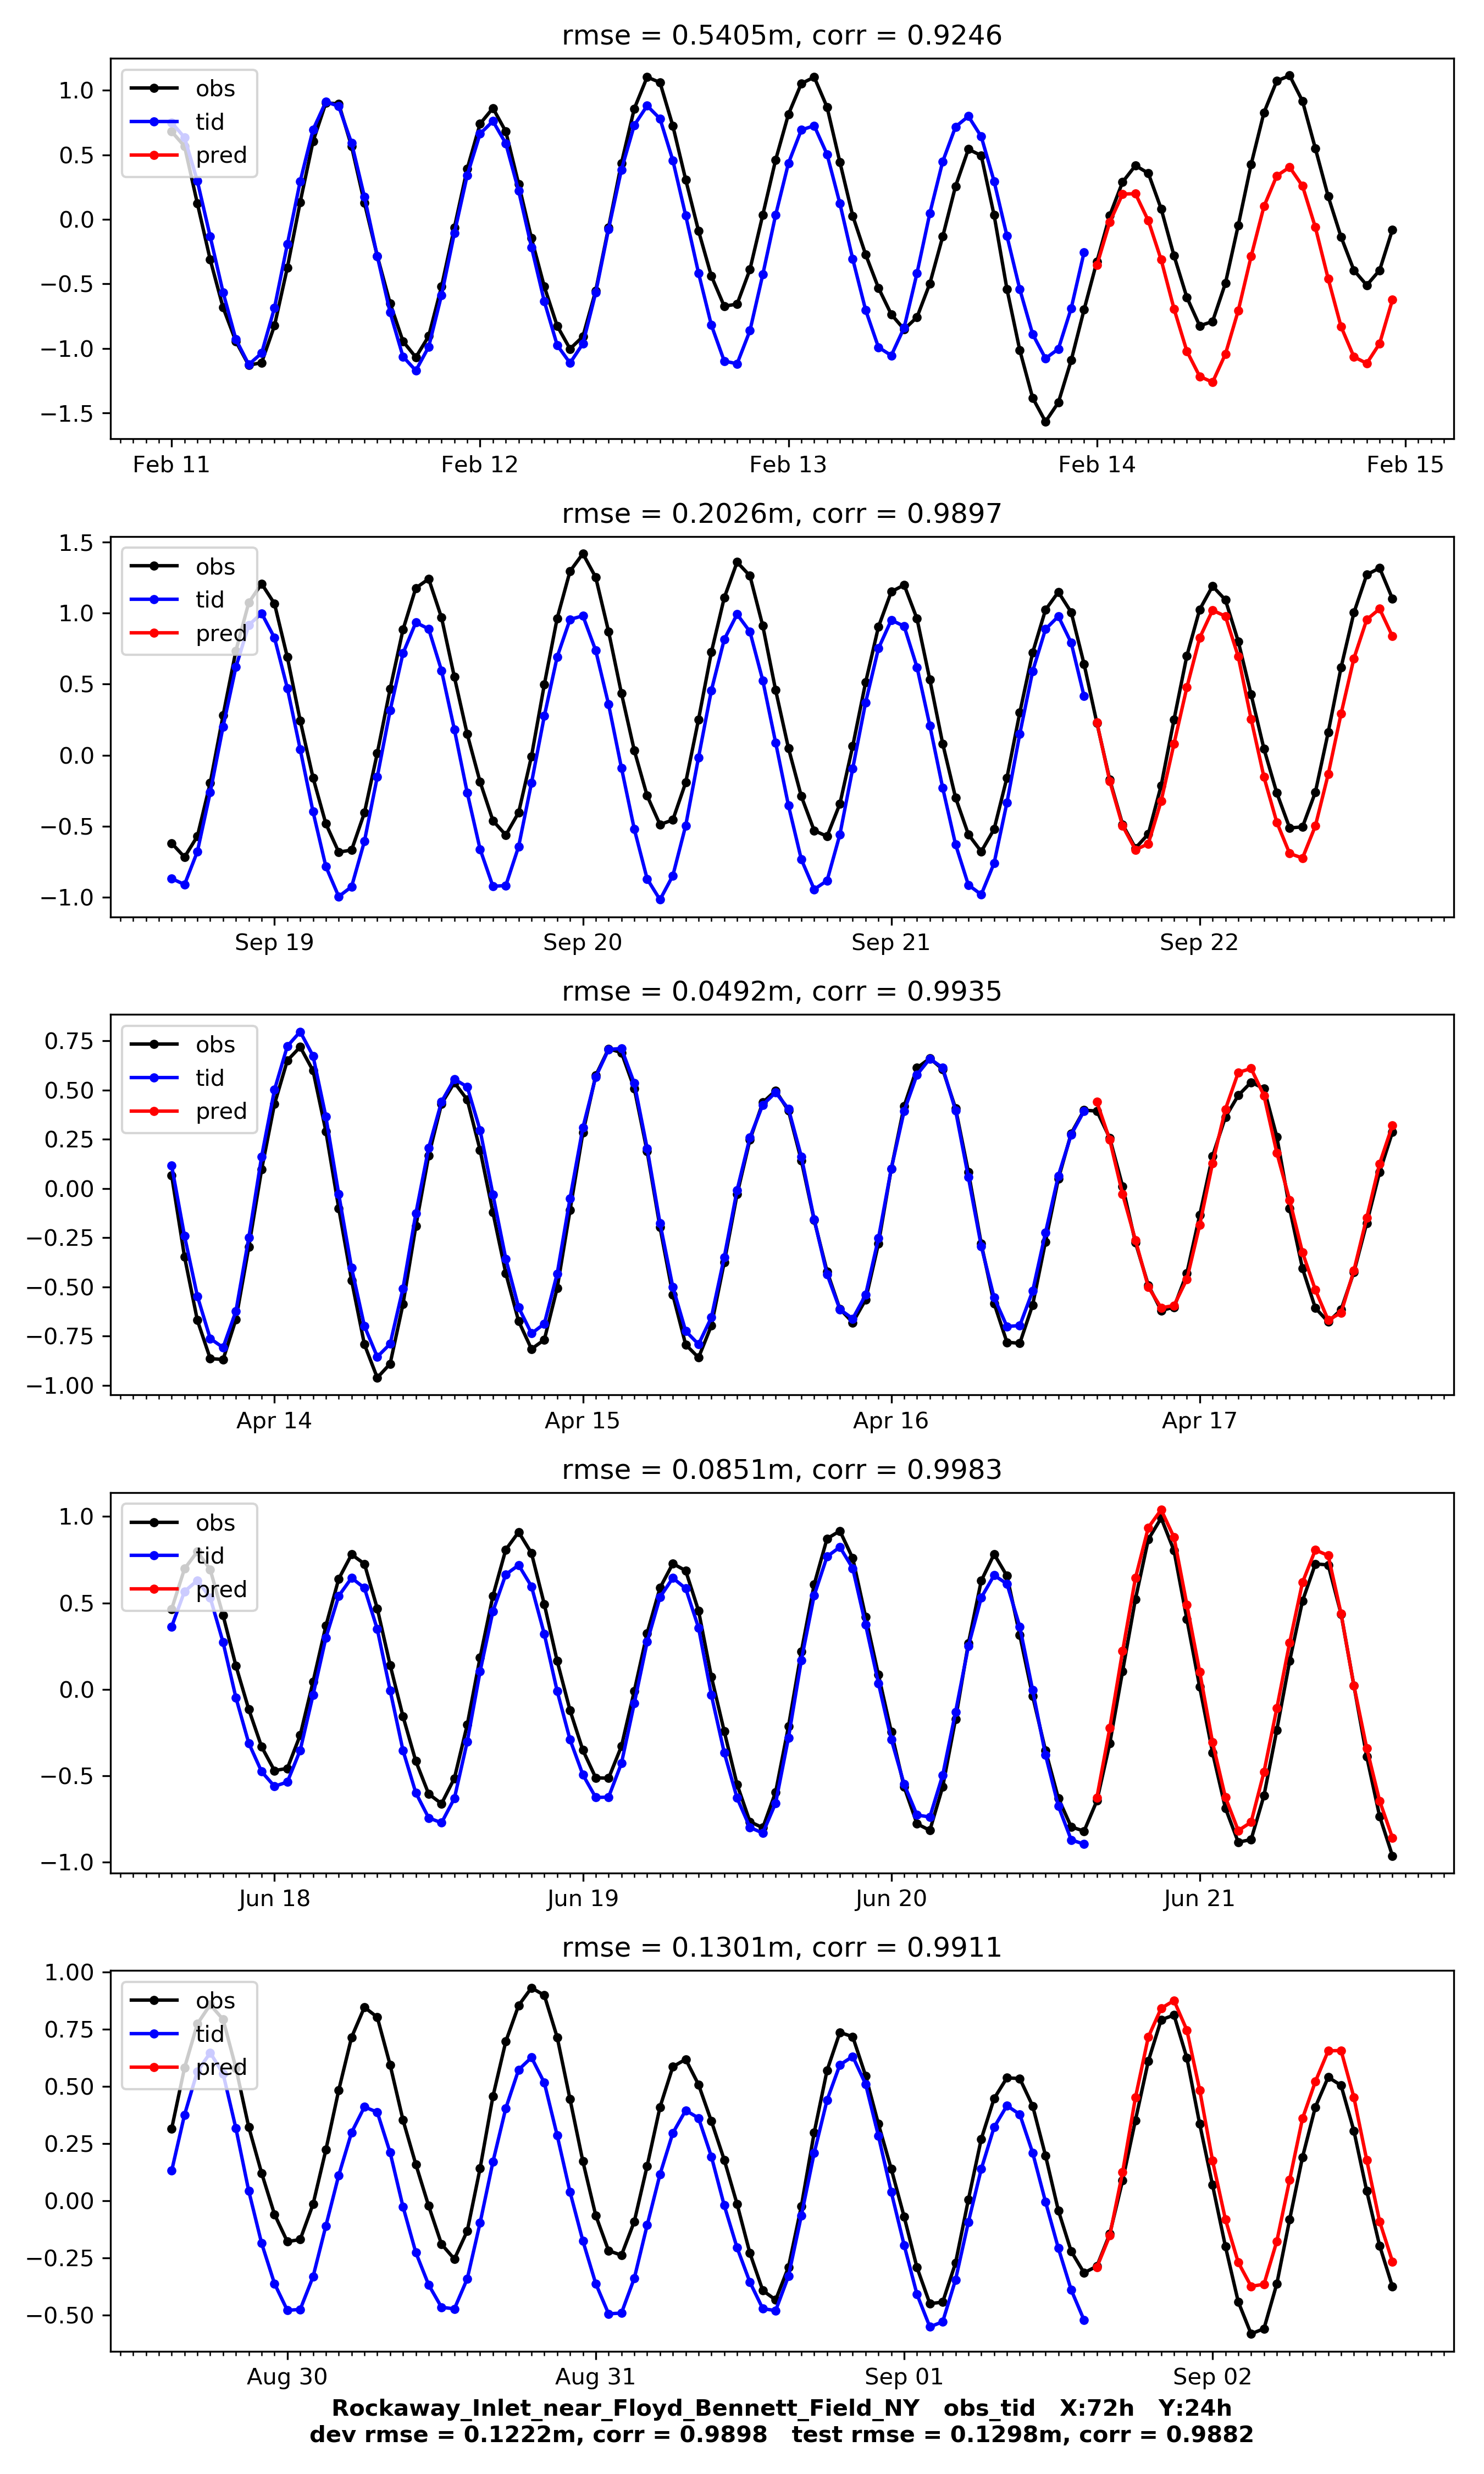 rmse = 0.5405m, corr = 0.9246
obs
tid
pred
1.0
0.5
0.0
−0.5
−1.0
−1.5
Feb 11 Feb 12 Feb 13 Feb 14 Feb 15
rmse = 0.2026m, corr = 0.9897
obs
tid
pred
1.5
1.0
0.5
0.0
−0.5
−1.0
Sep 19 Sep 20 Sep 21 Sep 22
rmse = 0.0492m, corr = 0.9935
obs
tid
pred
0.75
0.50
0.25
0.00
−0.25
−0.50
−0.75
−1.00
Apr 14 Apr 15 Apr 16 Apr 17
rmse = 0.0851m, corr = 0.9983
obs
tid
pred
1.0
0.5
0.0
−0.5
−1.0
Jun 18 Jun 19 Jun 20 Jun 21
rmse = 0.1301m, corr = 0.9911
obs
tid
pred
1.00
0.75
0.50
0.25
0.00
−0.25
−0.50
Aug 30 Aug 31 Sep 01 Sep 02
Rockaway_Inlet_near_Floyd_Bennett_Field_NY obs_tid X:72h Y:24h
dev rmse = 0.1222m, corr = 0.9898 test rmse = 0.1298m, corr = 0.9882